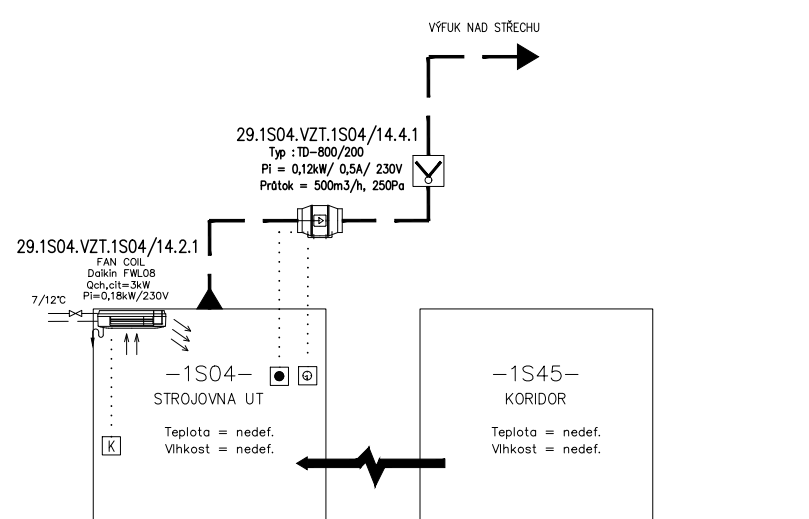 VÝFUK NAD STŘECHU
29.1S04.VZT.1S04/14.4.1
Typ :TD-800/200
Pi = 0,12kW/ 0,5A/ 230V
Průtok = 500m3/h, 250Pa
29.1S04.VZT.1S04/14.2.1
FAN COIL
Daikin FWL08
Qch,cit=3kW
Pi=0,18kW/230V
7/12°C
-1S04-
STROJOVNA UT
Teplota = nedef.
Vlhkost = nedef.
K
-1S45-
KORIDOR
Teplota = nedef.
Vlhkost = nedef.